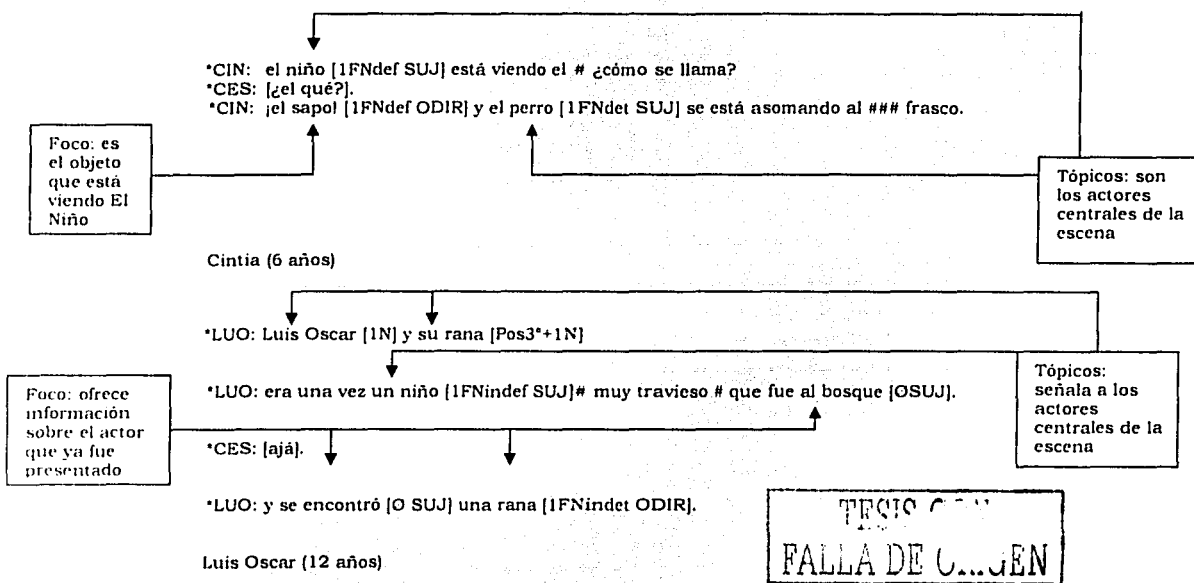 *CIN: el niño [1FNdef SUJ] está viendo el # ¿cómo se llama?
*CES: [¿el qué?].
*CIN: ¡el sapo! [1FNdef ODIR] y el perro [1FNdet SUJ] se está asomando al ### frasco.
Foco: es
el objeto
que está
viendo El
Niño
Tópicos: son
los actores
centrales de la
escena
Cintia (6 años)
*LUO: Luis Oscar [1N] y su rana [Pos3ª+1N}
*LUO: era una vez un niño [1FNindef SUJ]# muy travieso # que fue al bosque [ØSUJ].
Foco: ofrece
información
sobre el actor
que ya fue
presentado
Tópicos:
señala a los
actores
centrales de la
escena
*CES: [ajá].
*LUO: y se encontró [Ø SUJ] una rana [1FNindet ODIR].
Luis Oscar (12 años)
TESIS
FALLA DE